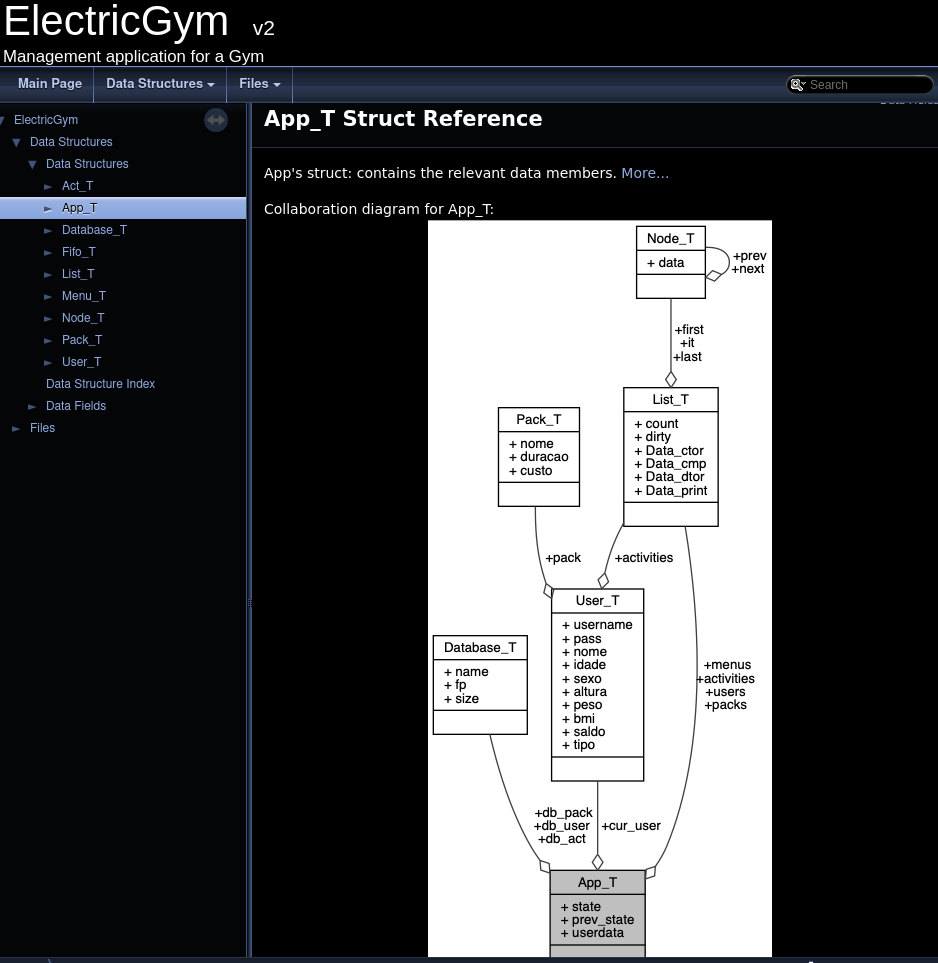 ElectricGym v2
Management application for a Gym
Main Page
Data Structures
Files
Search
ElectricGym
Data Structures
Data Structures
Act_T
App_T
Database_T
Fifo_T
List_T
Menu_T
Node_T
Pack_T
User_T
Data Structure Index
Data Fields
Files
App_T Struct Reference
App's struct: contains the relevant data members. More...
Collaboration diagram for App_T:
Node_T
+ data
+prev
+next
+first
+it
+last
List_T
+ count
+ dirty
+ Data_ctor
+ Data_cmp
+ Data_dtor
+ Data_print
Pack_T
+ nome
+ duracao
+ custo
+pack
+activities
User_T
+ username
+ pass
+ nome
+ idade
+ sexo
+ altura
+ peso
+ bmi
+ saldo
+ tipo
Database_T
+ name
+ fp
+ size
+menus
+activities
+users
+packs
+db_pack
+db_user
+db_act
+cur_user
App_T
+ state
+ prev_state
+ userdata